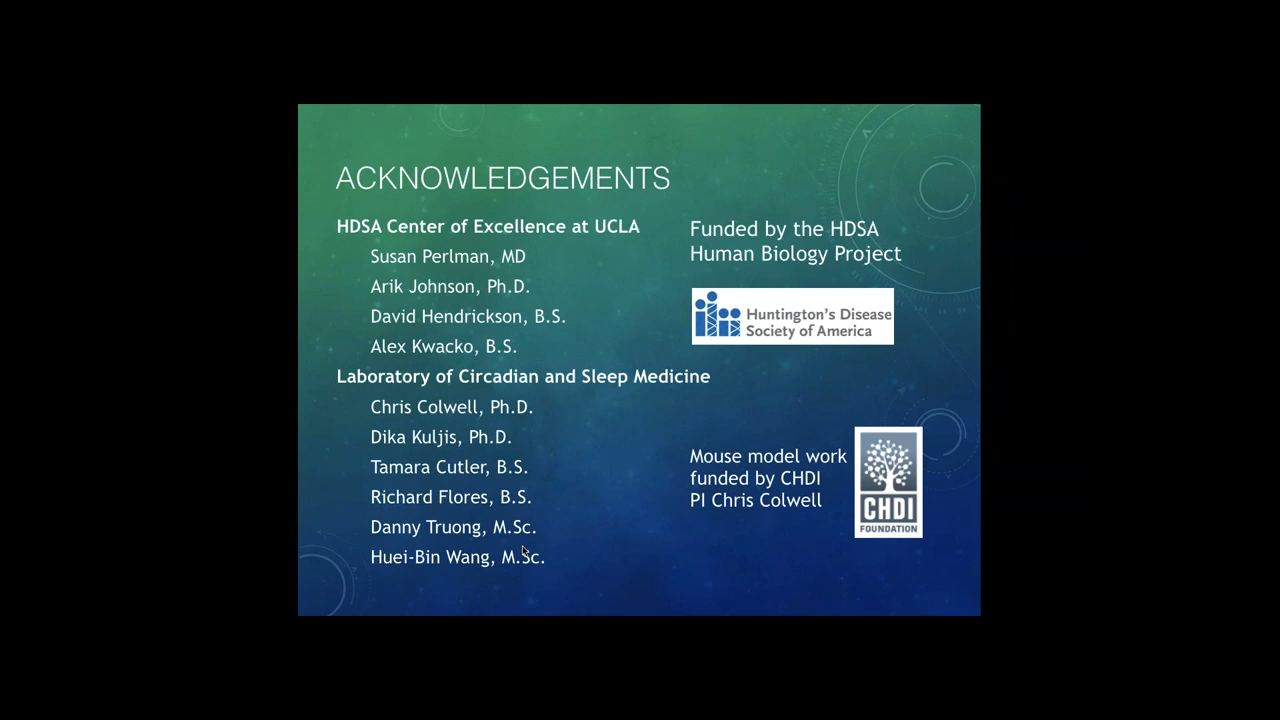 ACKNOWLEDGEMENTS
HDSA Center of Excellence at UCLA
Susan Perlman, MD
Arik Johnson, Ph.D.
David Hendrickson, B.S.
Alex Kwacko, B.S.
Laboratory of Circadian and Sleep Medicine
Chris Colwell, Ph.D.
Dika Kuljis, Ph.D.
Tamara Cutler, B.S.
Richard Flores, B.S.
Danny Truong, M.Sc.
Huei-Bin Wang, M.Sc.
Funded by the HDSA
Human Biology Project
Huntington's Disease
Society of America
Mouse model work
funded by CHDI
PI Chris Colwell
CHDI
FOUNDATION